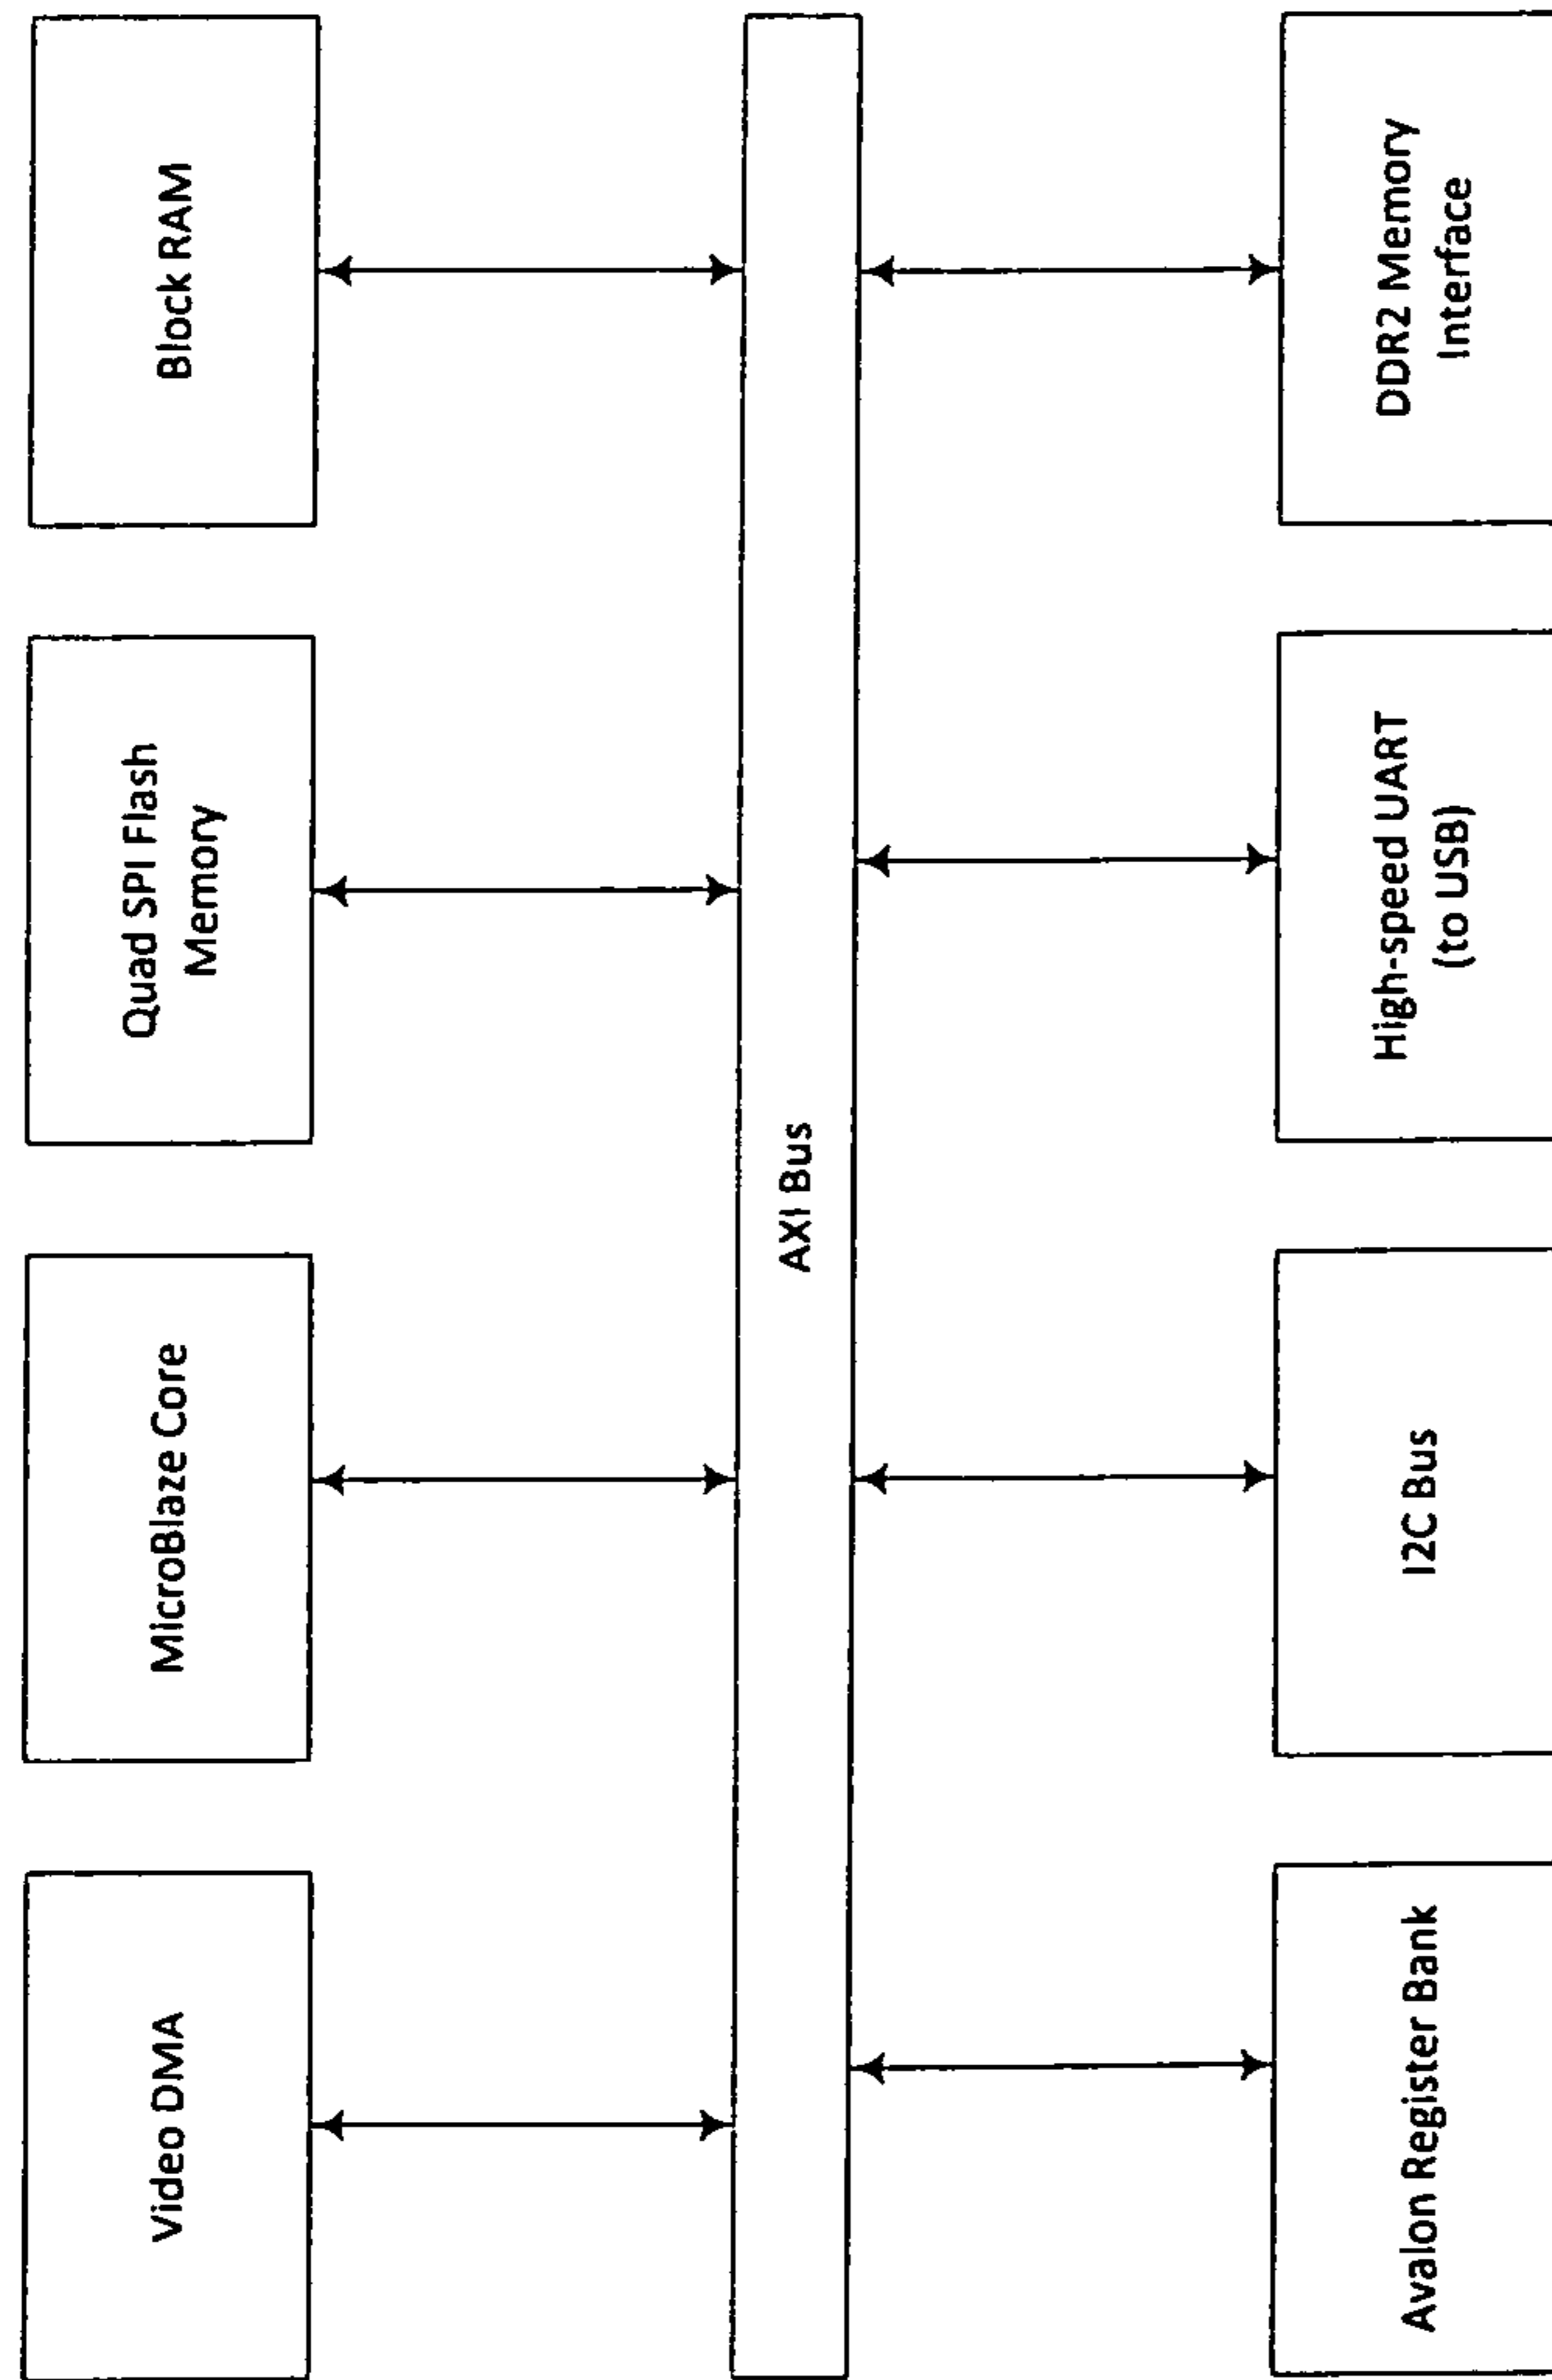 Video DMA
MicroBlaze Core
Quad SPI Flash
Memory
Block RAM
AXI Bus
Avalon Register Bank
I2C Bus
High-speed UART
(to USB)
DDR2 Memory
Interface